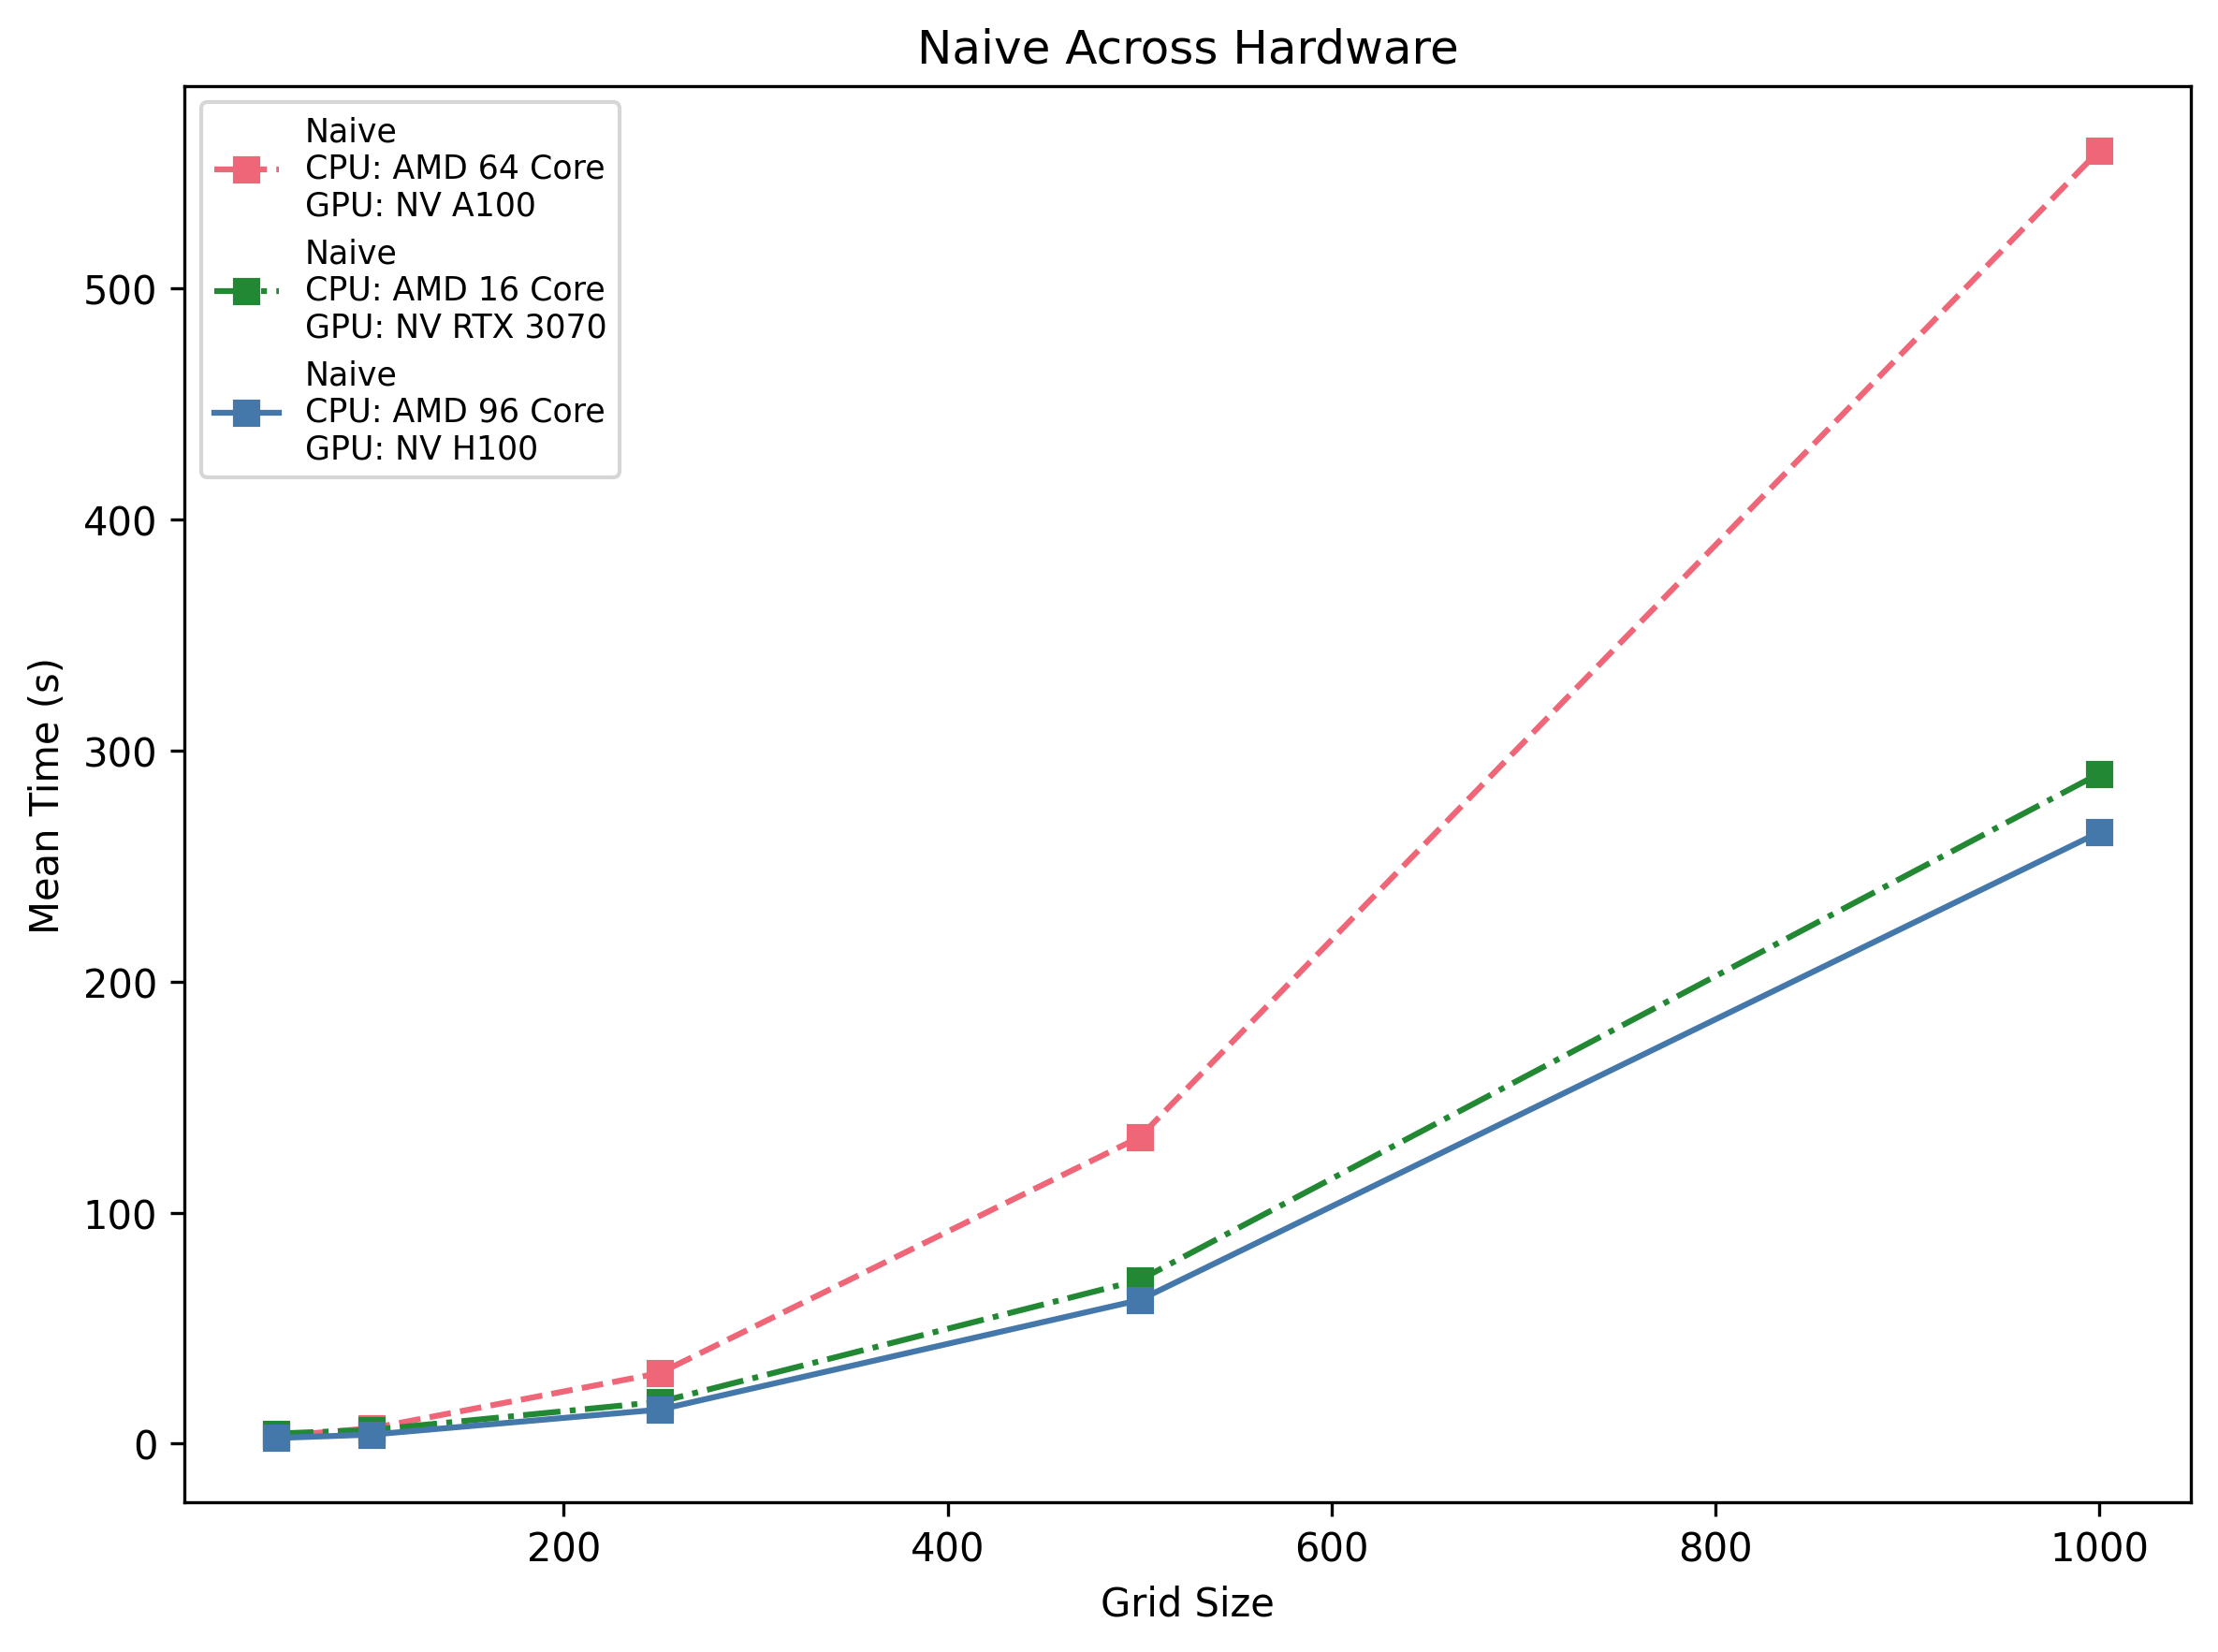 Naive Across Hardware
Naive
CPU: AMD 64 Core
GPU: NV A100
Naive
CPU: AMD 16 Core
GPU: NV RTX 3070
Naive
CPU: AMD 96 Core
GPU: NV H100
500
400
300
200
100
0
Mean Time (s)
200 400 600 800 1000
Grid Size